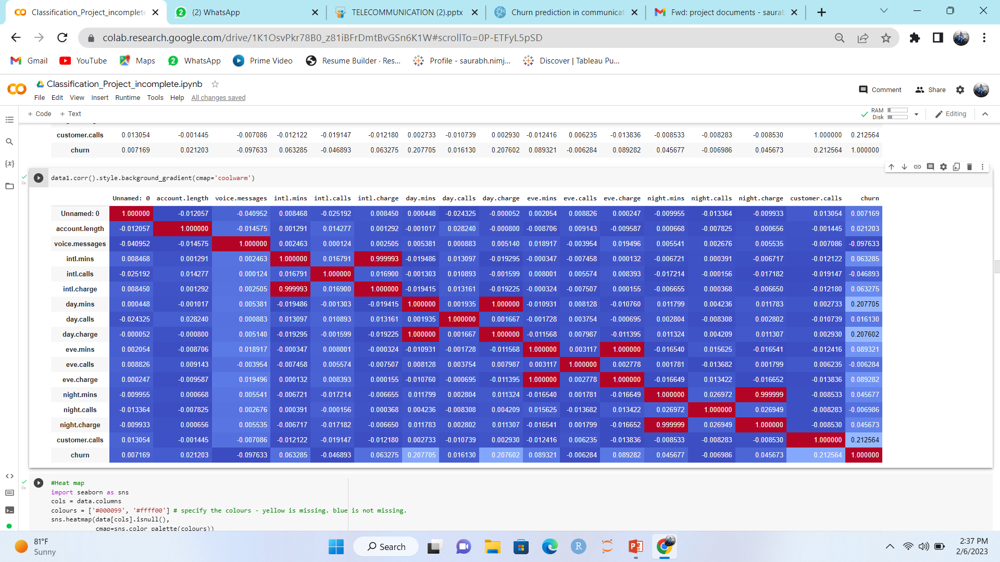 Classification_Project_incomplete
(2) WhatsApp
TELECOMMUNICATION (2).pptx
Churn prediction in communicat
Fwd: project documents - saurab
colab.research.google.com/drive/1K1OsvPkr78B0_z81iBFrDmtBvGSn6K1W#scrollTo=0P-ETFyL5pSD
Gmail YouTube Maps WhatsApp Prime Video Resume Builder · Res... Profile - saurabh.nimj... Discover | Tableau Pu...
Classification_Project_incomplete.ipynb
Comment Share
File Edit View Insert Runtime Tools Help All changes saved
+ Code + Text
RAM
Disk
Editing
customer.calls 0.013054 -0.001445 -0.007086 -0.012122 -0.019147 -0.012180 0.002733 -0.010739 0.002930 -0.012416 0.006235 -0.013836 -0.008533 -0.008283 -0.008530 1.000000 0.212564
churn 0.007169 0.021203 -0.097633 0.063285 -0.046893 0.063275 0.207705 0.016130 0.207602 0.089321 -0.006284 0.089282 0.045677 -0.006986 0.045673 0.212564 1.000000
{x}
2s
data1.corr().style.background_gradient(cmap='coolwarm')
Unnamed: 0 account.length voice.messages intl.mins intl.calls intl.charge day.mins day.calls day.charge eve.mins eve.calls eve.charge night.mins night.calls night.charge customer.calls churn
Unnamed: 0 1.000000 -0.012057 -0.040952 0.008468 -0.025192 0.008450 0.000448 -0.024325 -0.000052 0.002054 0.008826 0.000247 -0.009955 -0.013364 -0.009933 0.013054 0.007169
account.length -0.012057 1.000000 -0.014575 0.001291 0.014277 0.001292 -0.001017 0.028240 -0.000800 -0.008706 0.009143 -0.009587 0.000668 -0.007825 0.000656 -0.001445 0.021203
voice.messages -0.040952 -0.014575 1.000000 0.002463 0.000124 0.002505 0.005381 0.000883 0.005140 0.018917 -0.003954 0.019496 0.005541 0.002676 0.005535 -0.007086 -0.097633
intl.mins 0.008468 0.001291 0.002463 1.000000 0.016791 0.999993 -0.019486 0.013097 -0.019295 -0.000347 -0.007458 0.000132 -0.006721 0.000391 -0.006717 -0.012122 0.063285
intl.calls -0.025192 0.014277 0.000124 0.016791 1.000000 0.016900 -0.001303 0.010893 -0.001599 0.008001 0.005574 0.008393 -0.017214 -0.000156 -0.017182 -0.019147 -0.046893
intl.charge 0.008450 0.001292 0.002505 0.999993 0.016900 1.000000 -0.019415 0.013161 -0.019225 -0.000324 -0.007507 0.000155 -0.006655 0.000368 -0.006650 -0.012180 0.063275
day.mins 0.000448 -0.001017 0.005381 -0.019486 -0.001303 -0.019415 1.000000 0.001935 1.000000 -0.010931 0.008128 -0.010760 0.011799 0.004236 0.011783 0.002733 0.207705
day.calls -0.024325 0.028240 0.000883 0.013097 0.010893 0.013161 0.001935 1.000000 0.001667 -0.001728 0.003754 -0.000695 0.002804 -0.008308 0.002802 -0.010739 0.016130
day.charge -0.000052 -0.000800 0.005140 -0.019295 -0.001599 -0.019225 1.000000 0.001667 1.000000 -0.011568 0.007987 -0.011395 0.011324 0.004209 0.011307 0.002930 0.207602
eve.mins 0.002054 -0.008706 0.018917 -0.000347 0.008001 -0.000324 -0.010931 -0.001728 -0.011568 1.000000 0.003117 1.000000 -0.016540 0.015625 -0.016541 -0.012416 0.089321
eve.calls 0.008826 0.009143 -0.003954 -0.007458 0.005574 -0.007507 0.008128 0.003754 0.007987 0.003117 1.000000 0.002778 0.001781 -0.013682 0.001799 0.006235 -0.006284
eve.charge 0.000247 -0.009587 0.019496 0.000132 0.008393 0.000155 -0.010760 -0.000695 -0.011395 1.000000 0.002778 1.000000 -0.016649 0.013422 -0.016652 -0.013836 0.089282
night.mins -0.009955 0.000668 0.005541 -0.006721 -0.017214 -0.006655 0.011799 0.002804 0.011324 -0.016540 0.001781 -0.016649 1.000000 0.026972 0.999999 -0.008533 0.045677
night.calls -0.013364 -0.007825 0.002676 0.000391 -0.000156 0.000368 0.004236 -0.008308 0.004209 0.015625 -0.013682 0.013422 0.026972 1.000000 0.026949 -0.008283 -0.006986
night.charge -0.009933 0.000656 0.005535 -0.006717 -0.017182 -0.006650 0.011783 0.002802 0.011307 -0.016541 0.001799 -0.016652 0.999999 0.026949 1.000000 -0.008530 0.045673
customer.calls 0.013054 -0.001445 -0.007086 -0.012122 -0.019147 -0.012180 0.002733 -0.010739 0.002930 -0.012416 0.006235 -0.013836 -0.008533 -0.008283 -0.008530 1.000000 0.212564
churn 0.007169 0.021203 -0.097633 0.063285 -0.046893 0.063275 0.207705 0.016130 0.207602 0.089321 -0.006284 0.089282 0.045677 -0.006986 0.045673 0.212564 1.000000
0s
#Heat map
import seaborn as sns
cols = data.columns
colours = ['#000099', '#ffff00'] # specify the colours - yellow is missing. blue is not missing.
sns.heatmap(data[cols].isnull(),
cmap=sns.color_palette(colours))
81°F
Sunny
Search
2:37 PM
2/6/2023